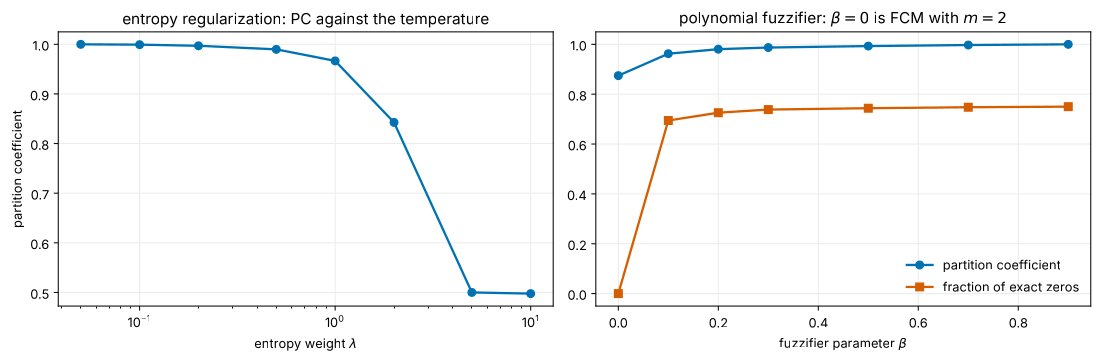 entropy regularization: PC against the temperature
1.0
0.9
0.8
0.7
0.6
0.5
partition coefficient
10⁻¹
10⁰
10¹
entropy weight λ
polynomial fuzzifier: β = 0 is FCM with m = 2
1.0
0.8
0.6
0.4
0.2
0.0
partition coefficient
fraction of exact zeros
0.0
0.2
0.4
0.6
0.8
fuzzifier parameter β